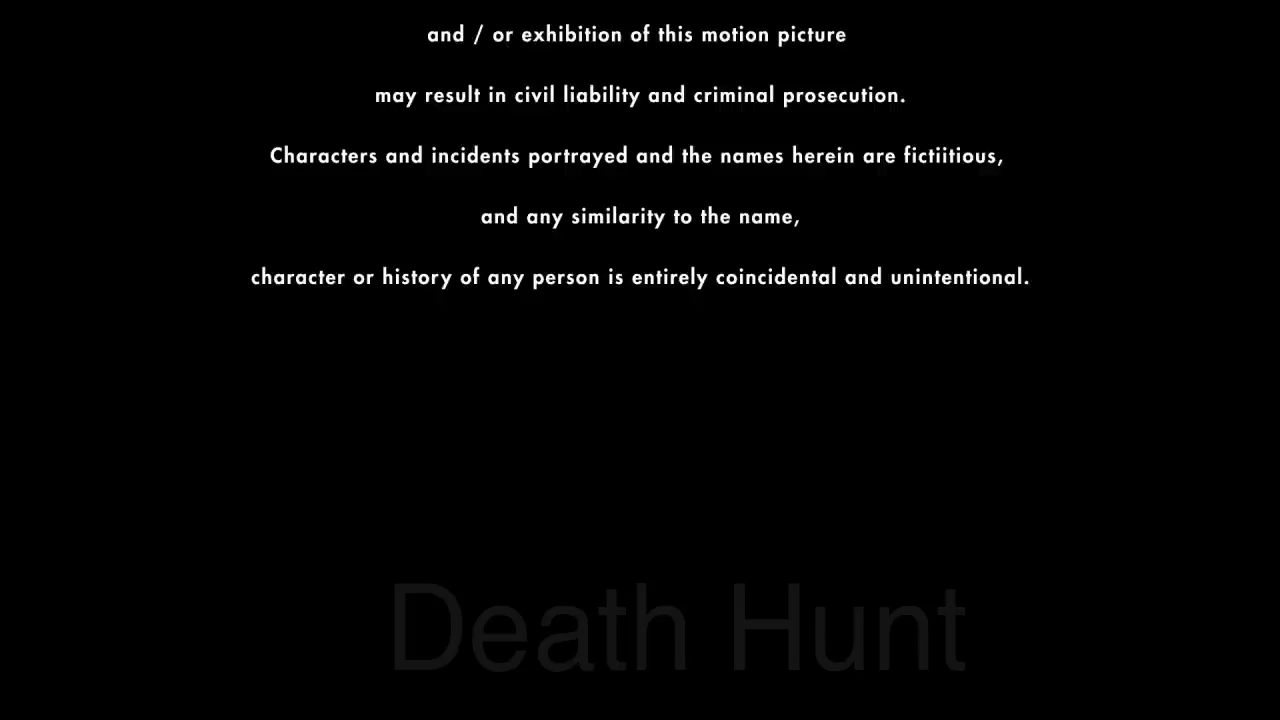 and / or exhibition of this motion picture
may result in civil liability and criminal prosecution.
Characters and incidents portrayed and the names herein are fictiitious,
and any similarity to the name,
character or history of any person is entirely coincidental and unintentional.
Death Hunt